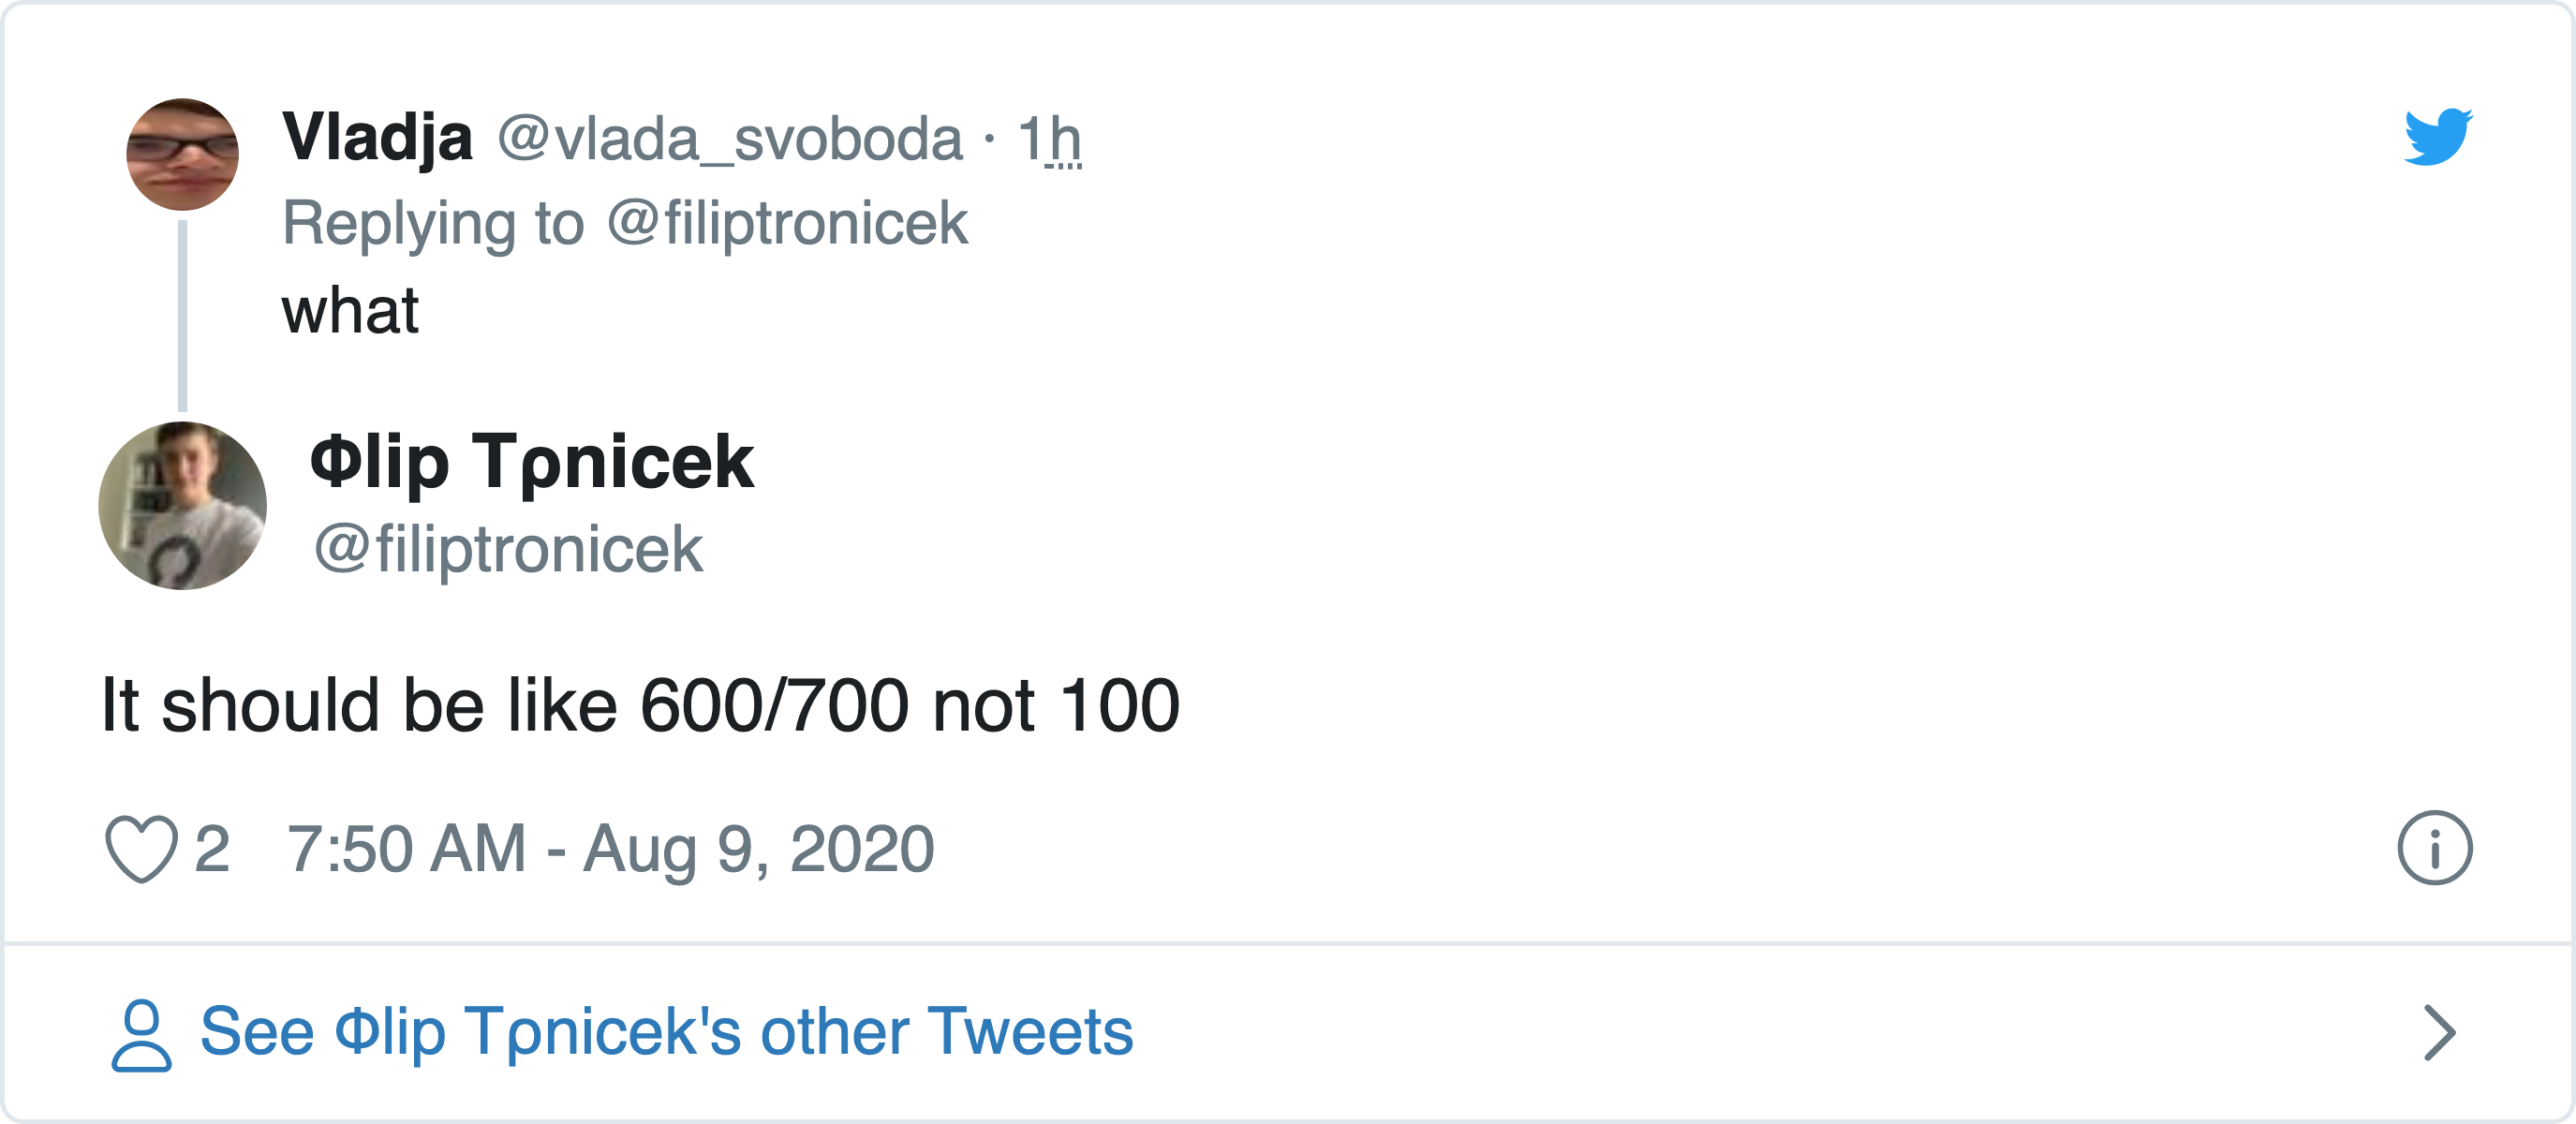 Vladja @vlada_svoboda · 1h
Replying to @filiptronicek
what
Φlip Tρnicek
@filiptronicek
It should be like 600/700 not 100
2 7:50 AM - Aug 9, 2020
See Φlip Tρnicek's other Tweets